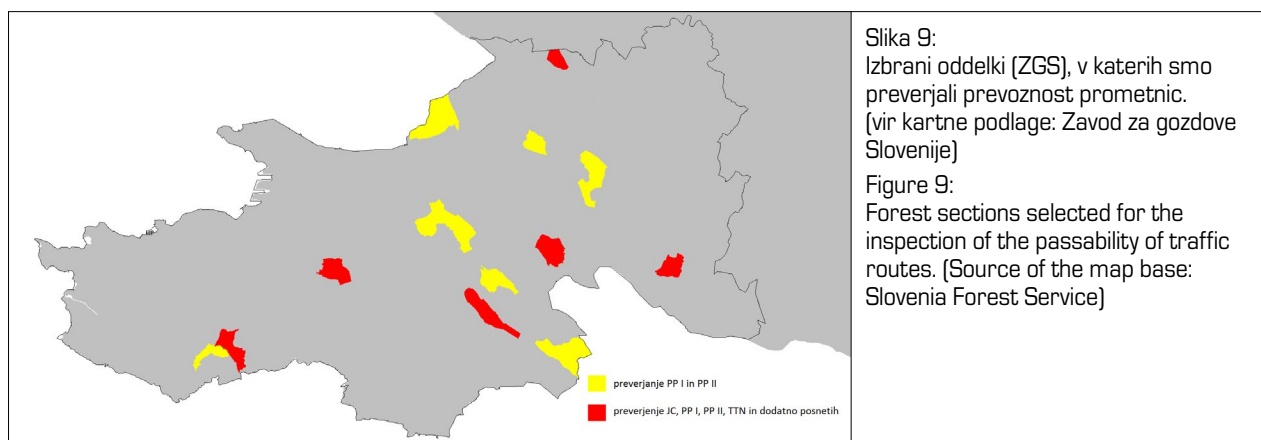 Slika 9:
Izbrani oddelki (ZGS), v katerih smo
preverjali prevoznost prometnic.
(vir kartne podlage: Zavod za gozdove
Slovenije)
Figure 9:
Forest sections selected for the
inspection of the passability of traffic
routes. (Source of the map base:
Slovenia Forest Service)
preverjanje PP I in PP II
preverjenje JC, PP I, PP II, TTN in dodatno posnetih